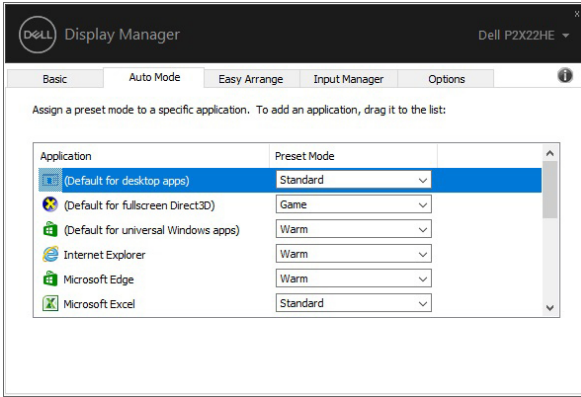 DELL Display Manager
Dell P2X22HE
Basic Auto Mode Easy Arrange Input Manager Options
Assign a preset mode to a specific application. To add an application, drag it to the list:
Application Preset Mode
(Default for desktop apps) Standard
(Default for fullscreen Direct3D) Game
(Default for universal Windows apps) Warm
Internet Explorer Warm
Microsoft Edge Warm
Microsoft Excel Standard